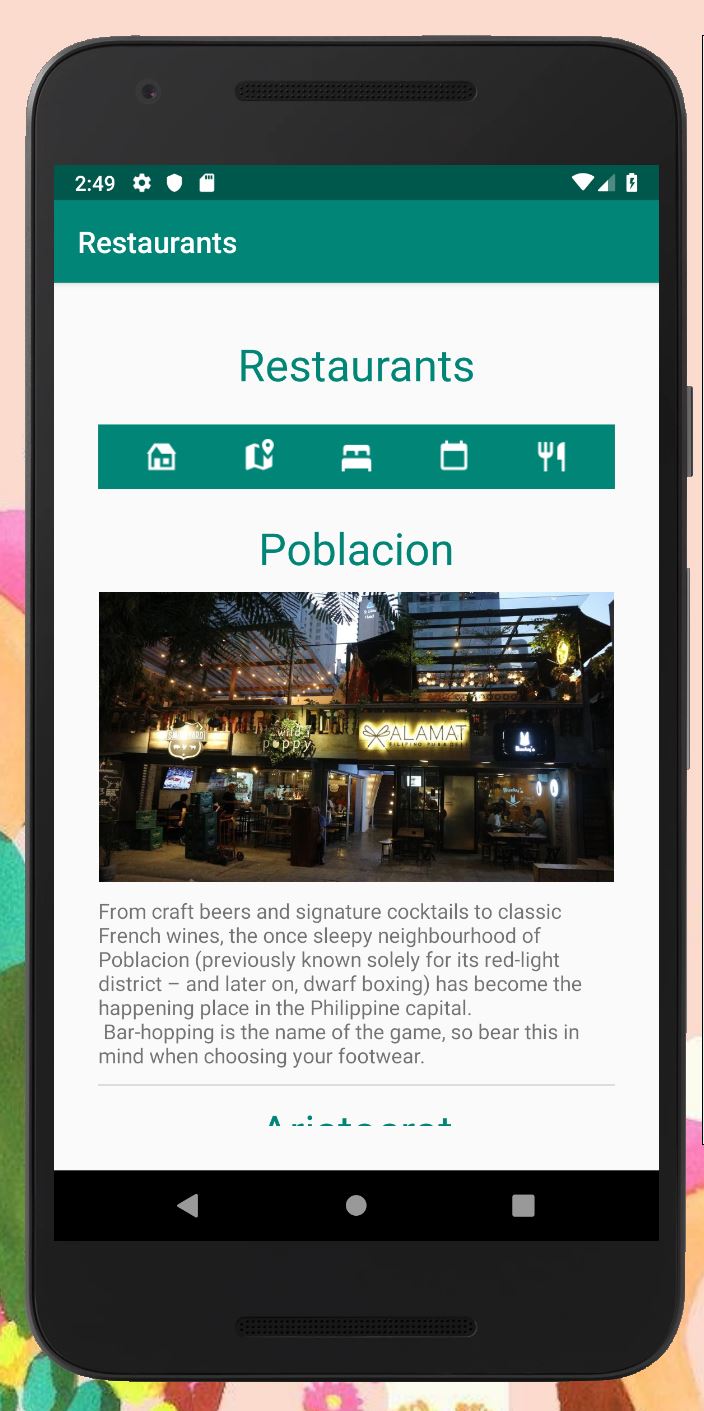 2:49
Restaurants
Restaurants
Poblacion
wild
poppy
ALAMAT
FILIPINO PUB & DELI
Bucky's
Bucky's
From craft beers and signature cocktails to classic
French wines, the once sleepy neighbourhood of
Poblacion (previously known solely for its red-light
district – and later on, dwarf boxing) has become the
happening place in the Philippine capital.
Bar-hopping is the name of the game, so bear this in
mind when choosing your footwear.
Aristocrat